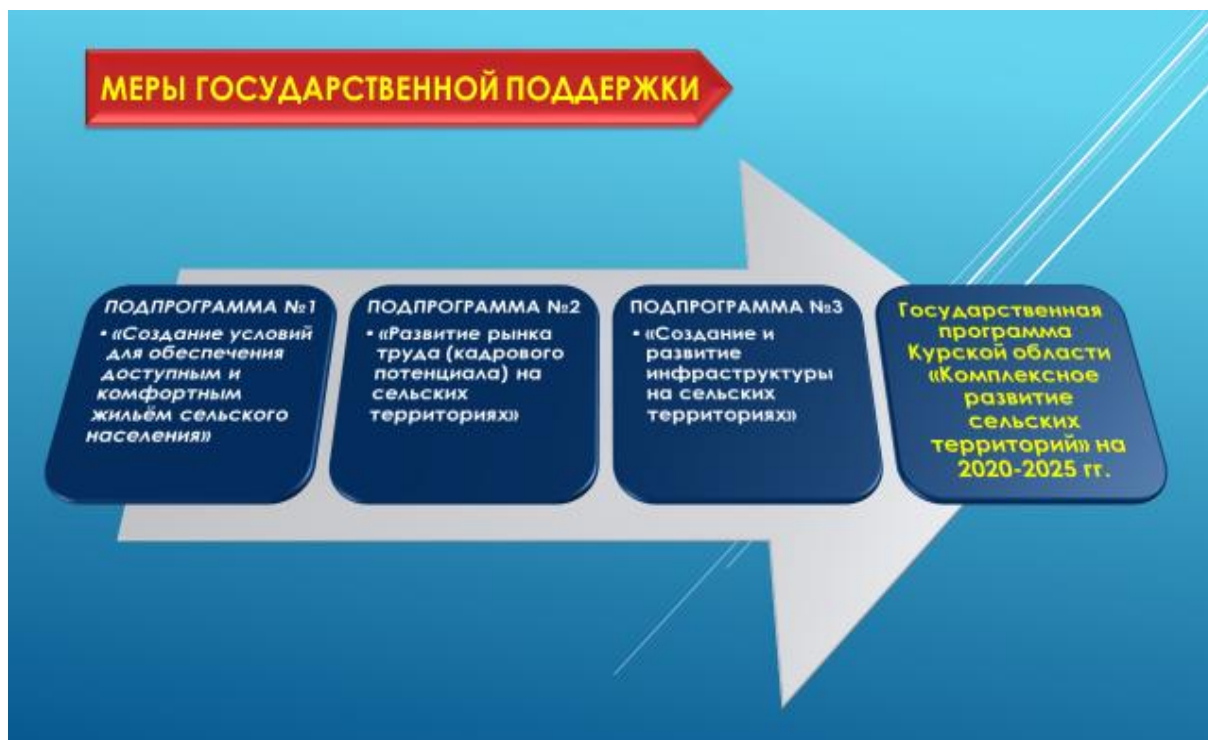 МЕРЫ ГОСУДАРСТВЕННОЙ ПОДДЕРЖКИ
ПОДПРОГРАММА №1
• «Создание условий
для обеспечения
доступным и
комфортным
жильём сельского
населения»
ПОДПРОГРАММА №2
• «Развитие рынка
труда (кадрового
потенциала) на
сельских
территориях»
ПОДПРОГРАММА №3
• «Создание и
развитие
инфраструктуры
на сельских
территориях»
Государственная
программа
Курской области
«Комплексное
развитие
сельских
территорий» на
2020-2025 гг.